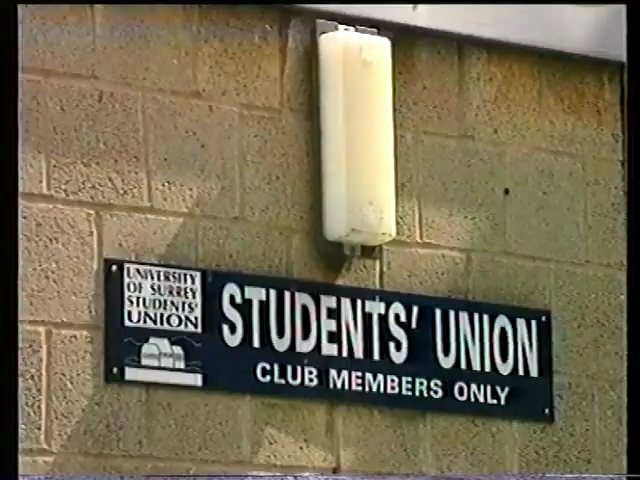 UNIVERSITY
OF SURREY
STUDENTS'
UNION
STUDENTS' UNION
CLUB MEMBERS ONLY